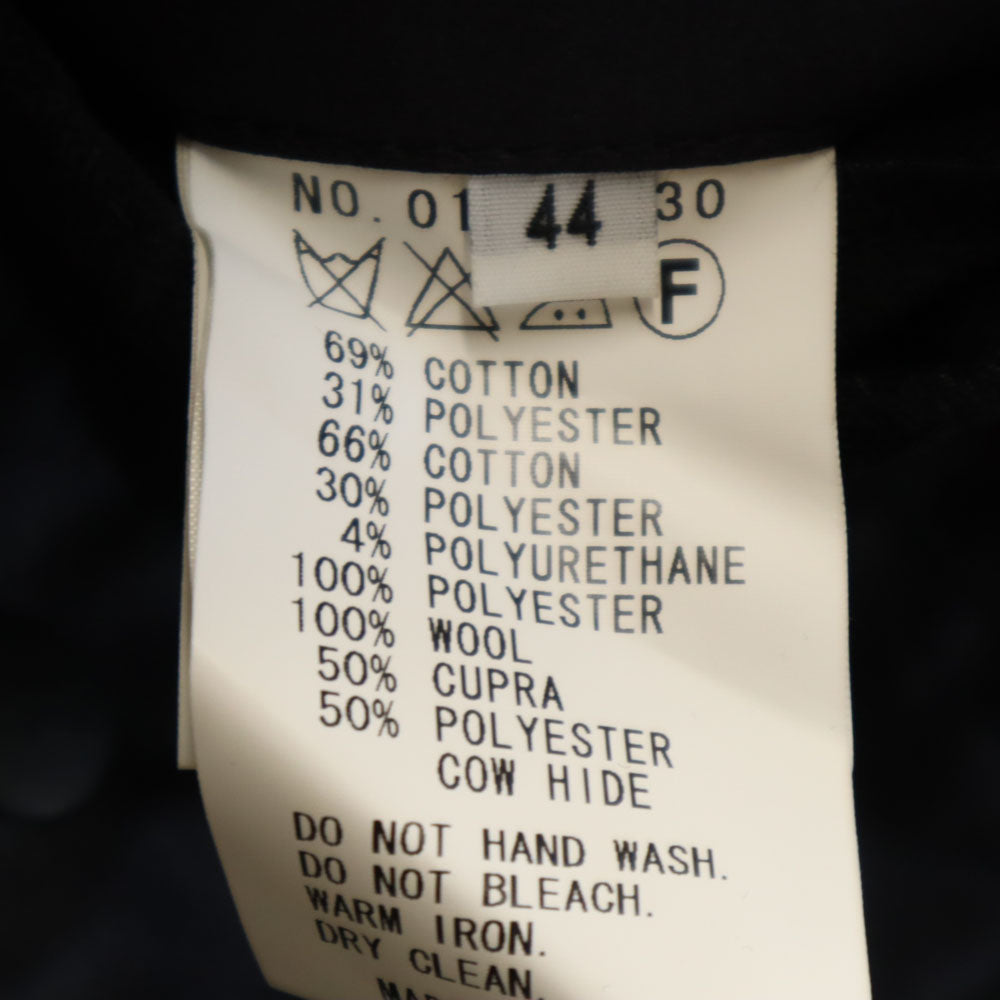 NO. 01 30
44
F
69% COTTON
31% POLYESTER
66% COTTON
30% POLYESTER
4% POLYURETHANE
100% POLYESTER
100% WOOL
50% CUPRA
50% POLYESTER
COW HIDE
DO NOT HAND WASH.
DO NOT BLEACH.
WARM IRON.
DRY CLEAN.